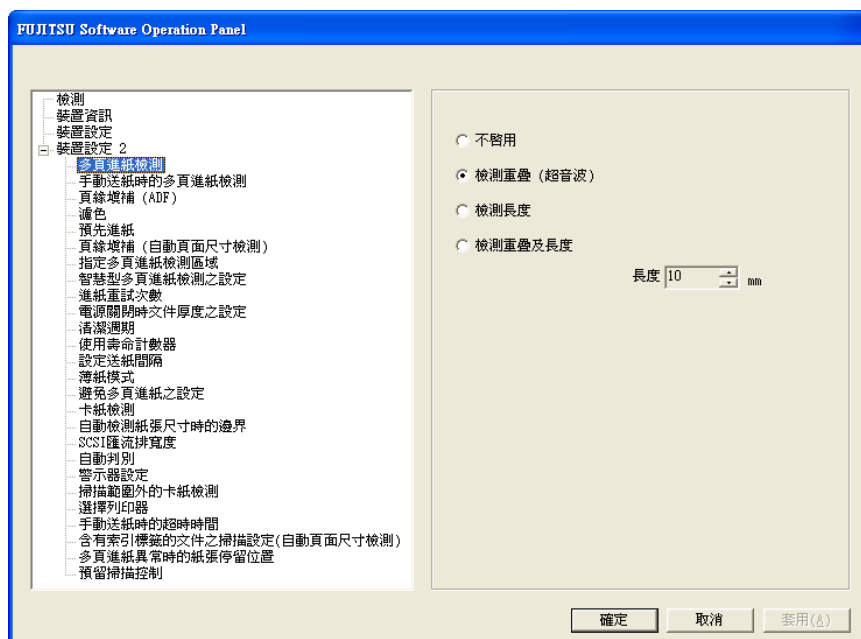 FUJITSU Software Operation Panel
檢測
裝置資訊
裝置設定
裝置設定 2
多頁進紙檢測
手動送紙時的多頁進紙檢測
頁緣填補 (ADF)
濾色
預先進紙
頁緣填補 (自動頁面尺寸檢測)
指定多頁進紙檢測區域
智慧型多頁進紙檢測之設定
進紙重試次數
電源關閉時文件厚度之設定
清潔週期
使用壽命計數器
設定送紙間隔
薄紙模式
避免多頁進紙之設定
卡紙檢測
自動檢測紙張尺寸時的邊界
SCSI匯流排寬度
自動判別
警示器設定
掃描範圍外的卡紙檢測
選擇列印器
手動送紙時的超時時間
含有索引標籤的文件之掃描設定(自動頁面尺寸檢測)
多頁進紙異常時的紙張停留位置
預留掃描控制
不啟用
檢測重疊 (超音波)
檢測長度
檢測重疊及長度
長度 10 mm
確定 取消 套用(A)